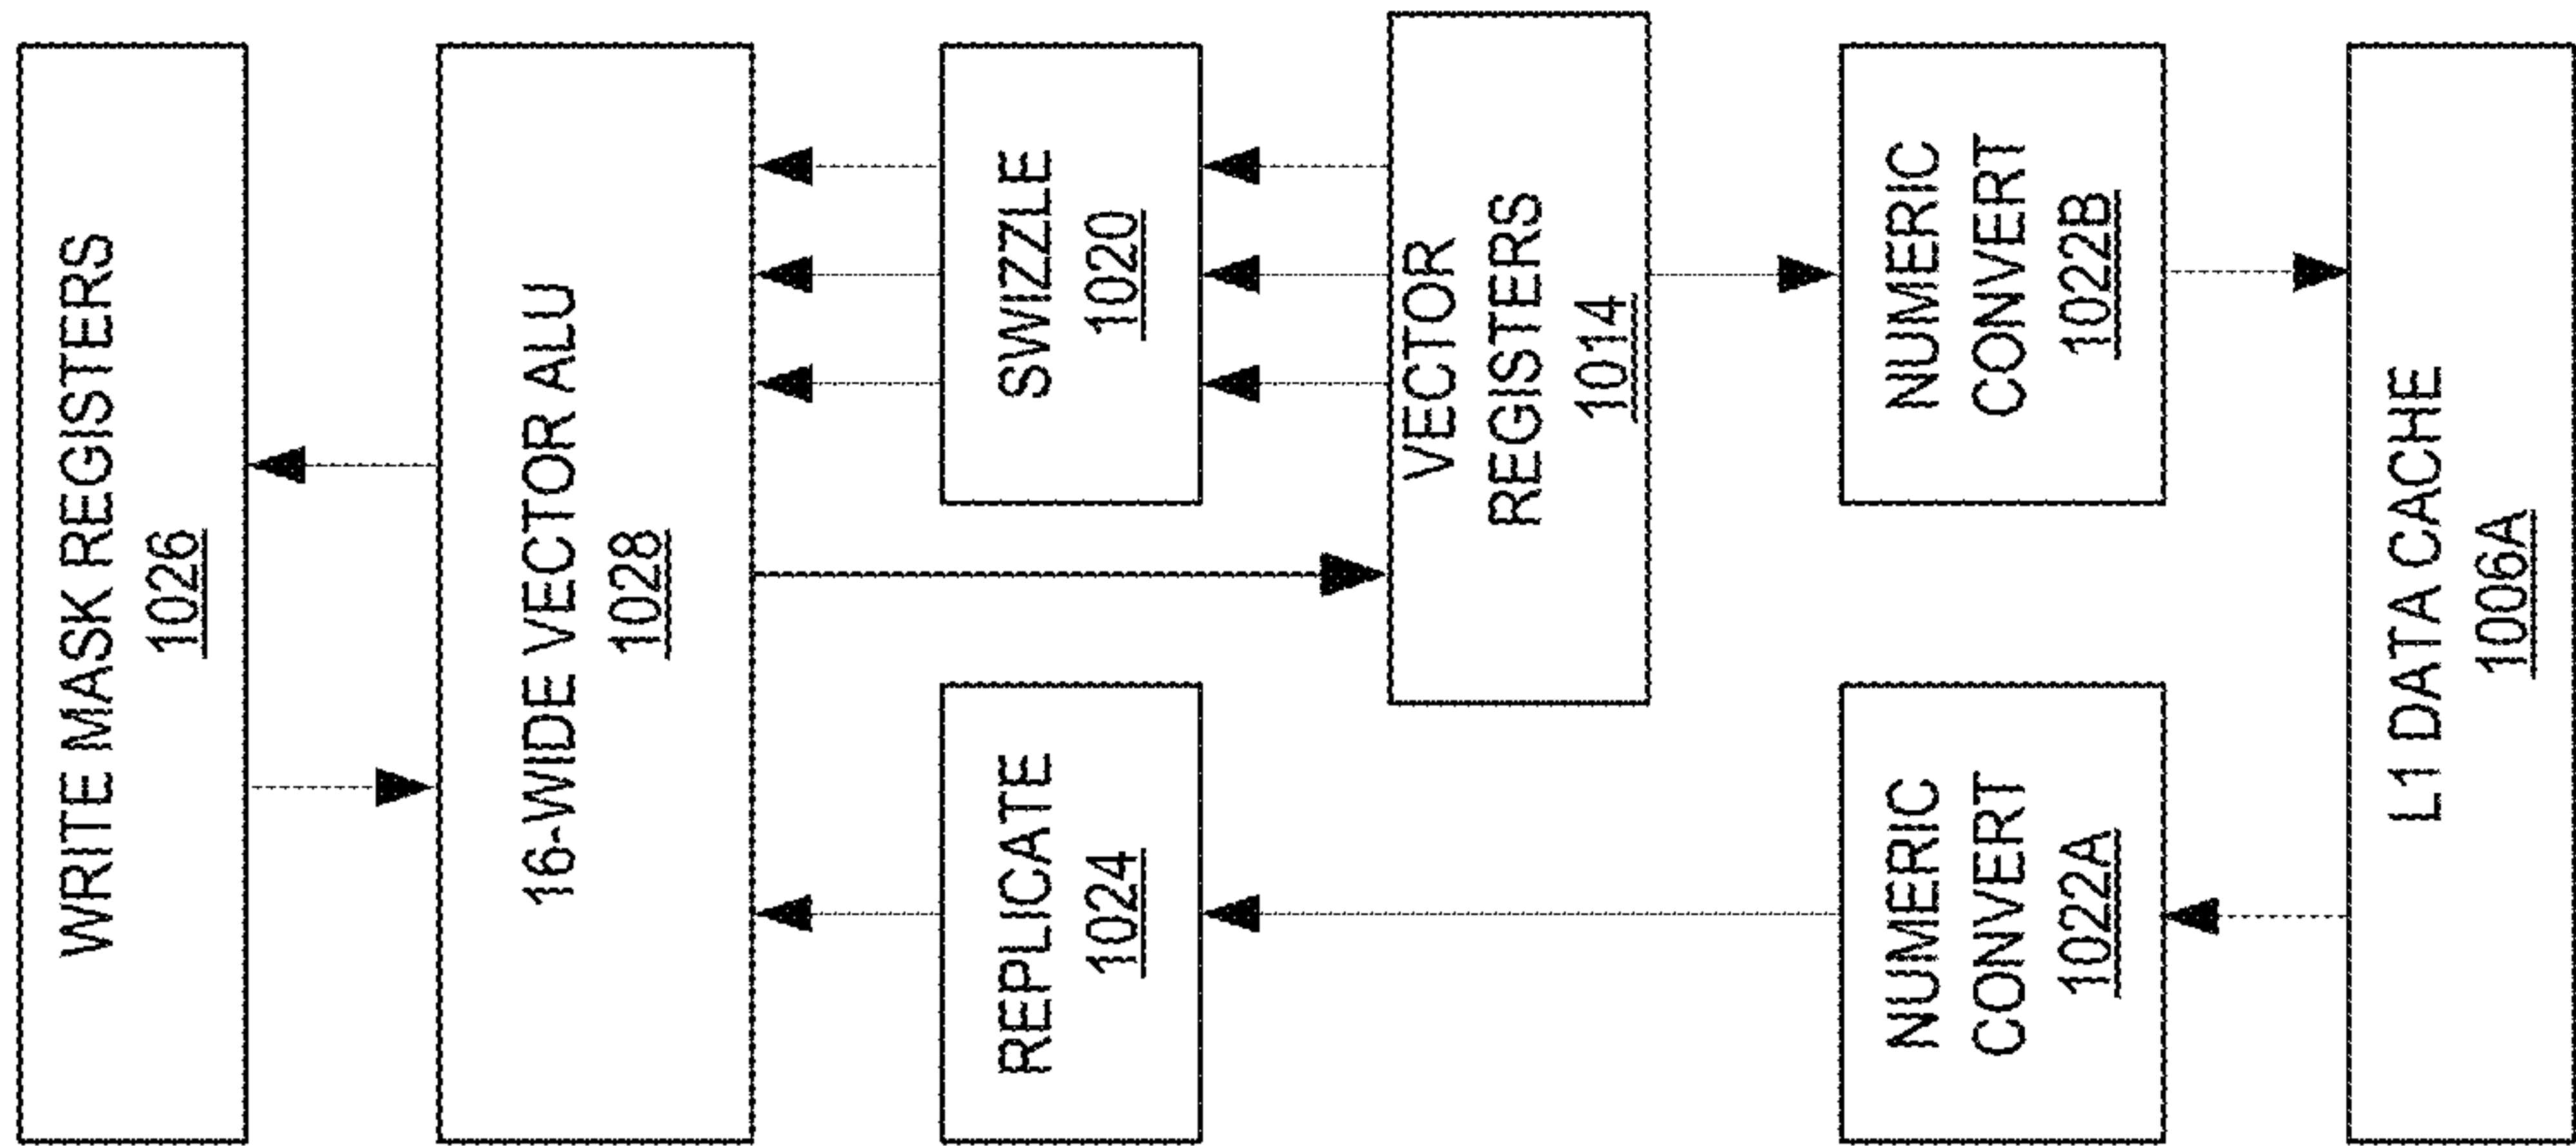 WRITE MASK REGISTERS
1026
16-WIDE VECTOR ALU
1028
REPLICATE
1024
SWIZZLE
1020
VECTOR
REGISTERS
1014
NUMERIC
CONVERT
1022A
NUMERIC
CONVERT
1022B
L1 DATA CACHE
1006A